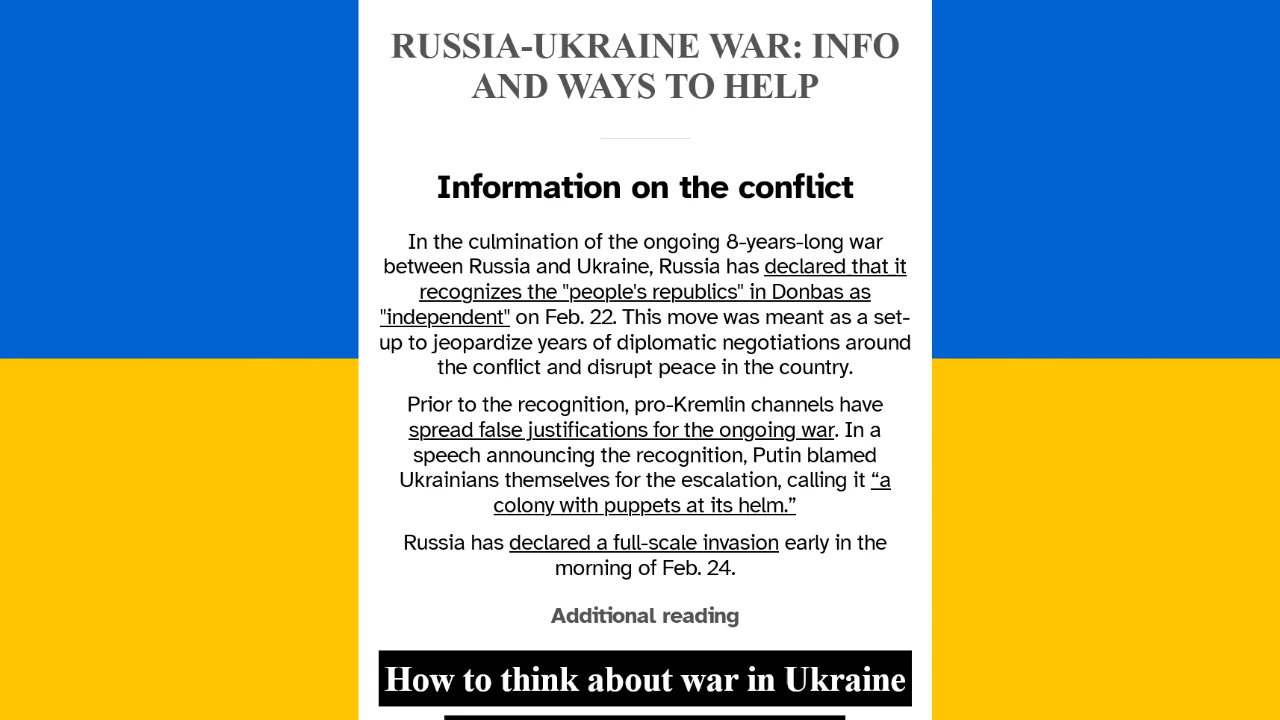 RUSSIA-UKRAINE WAR: INFO
AND WAYS TO HELP
Information on the conflict
In the culmination of the ongoing 8-years-long war
between Russia and Ukraine, Russia has declared that it
recognizes the "people's republics" in Donbas as
"independent" on Feb. 22. This move was meant as a set-
up to jeopardize years of diplomatic negotiations around
the conflict and disrupt peace in the country.
Prior to the recognition, pro-Kremlin channels have
spread false justifications for the ongoing war. In a
speech announcing the recognition, Putin blamed
Ukrainians themselves for the escalation, calling it “a
colony with puppets at its helm.”
Russia has declared a full-scale invasion early in the
morning of Feb. 24.
Additional reading
How to think about war in Ukraine